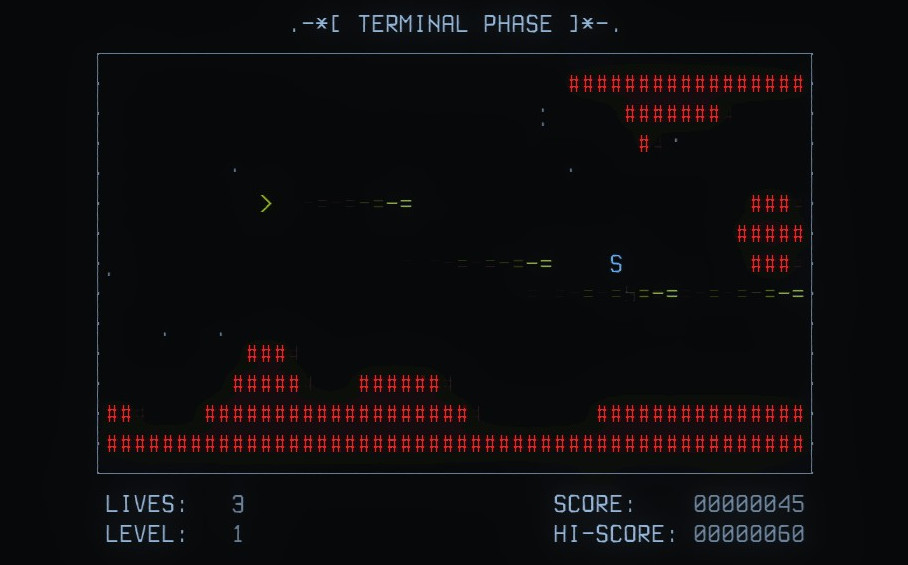 .-*[ TERMINAL PHASE ]*-.
#################
#######
#
> -=
###
#####
-= S ###
-= -=
###
##### ######
## ################### ###############
##################################################
LIVES: 3 SCORE: 00000045
LEVEL: 1 HI-SCORE: 00000060